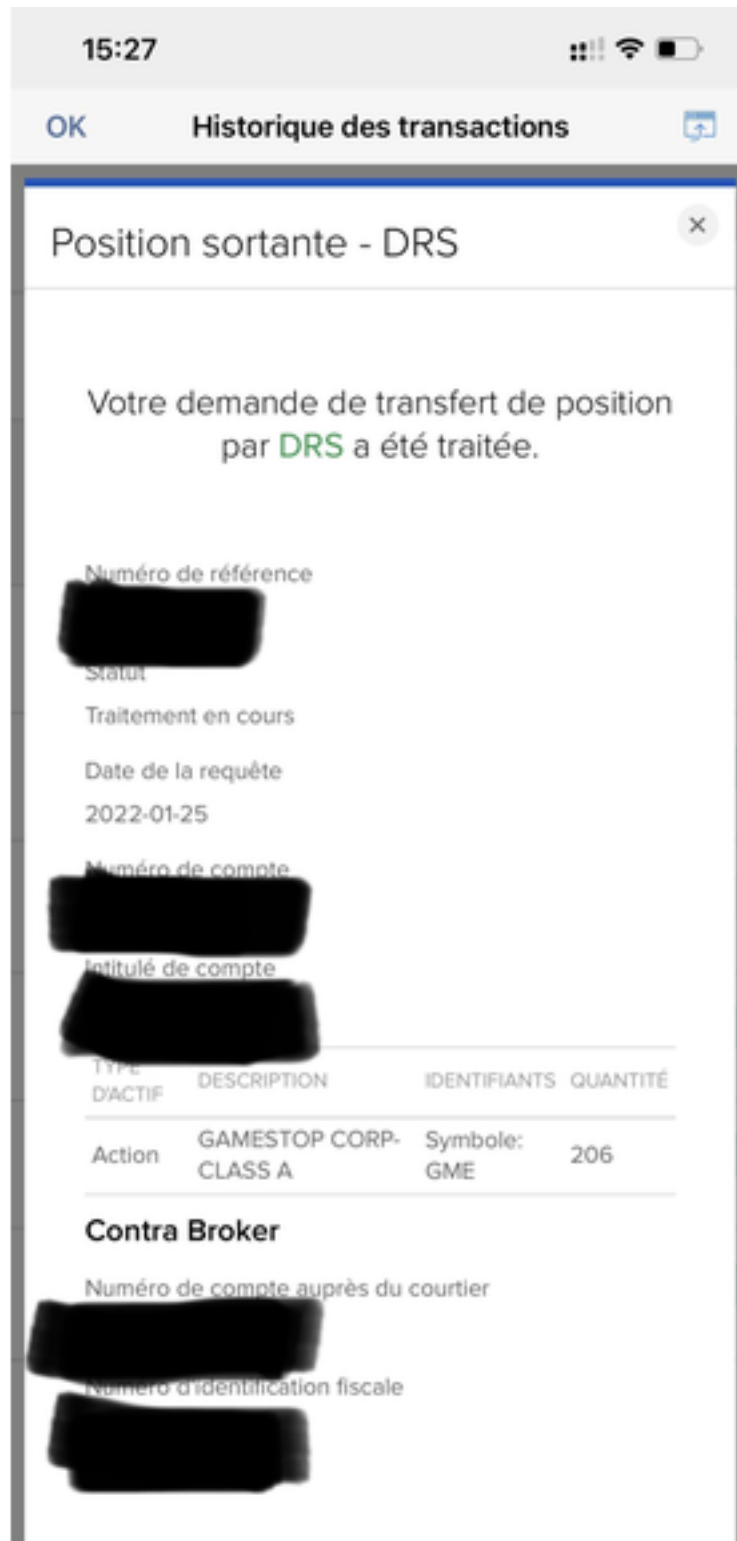 15:27
OK Historique des transactions
Position sortante - DRS
Votre demande de transfert de position
par DRS a été traitée.
Numéro de référence
Statut
Traitement en cours
Date de la requête
2022-01-25
Numéro de compte
Intitulé de compte
TYPE D'ACTIF DESCRIPTION IDENTIFIANTS QUANTITÉ
Action GAMESTOP CORP- Symbole: 206
CLASS A GME
Contra Broker
Numéro de compte auprès du courtier
Numéro d'identification fiscale